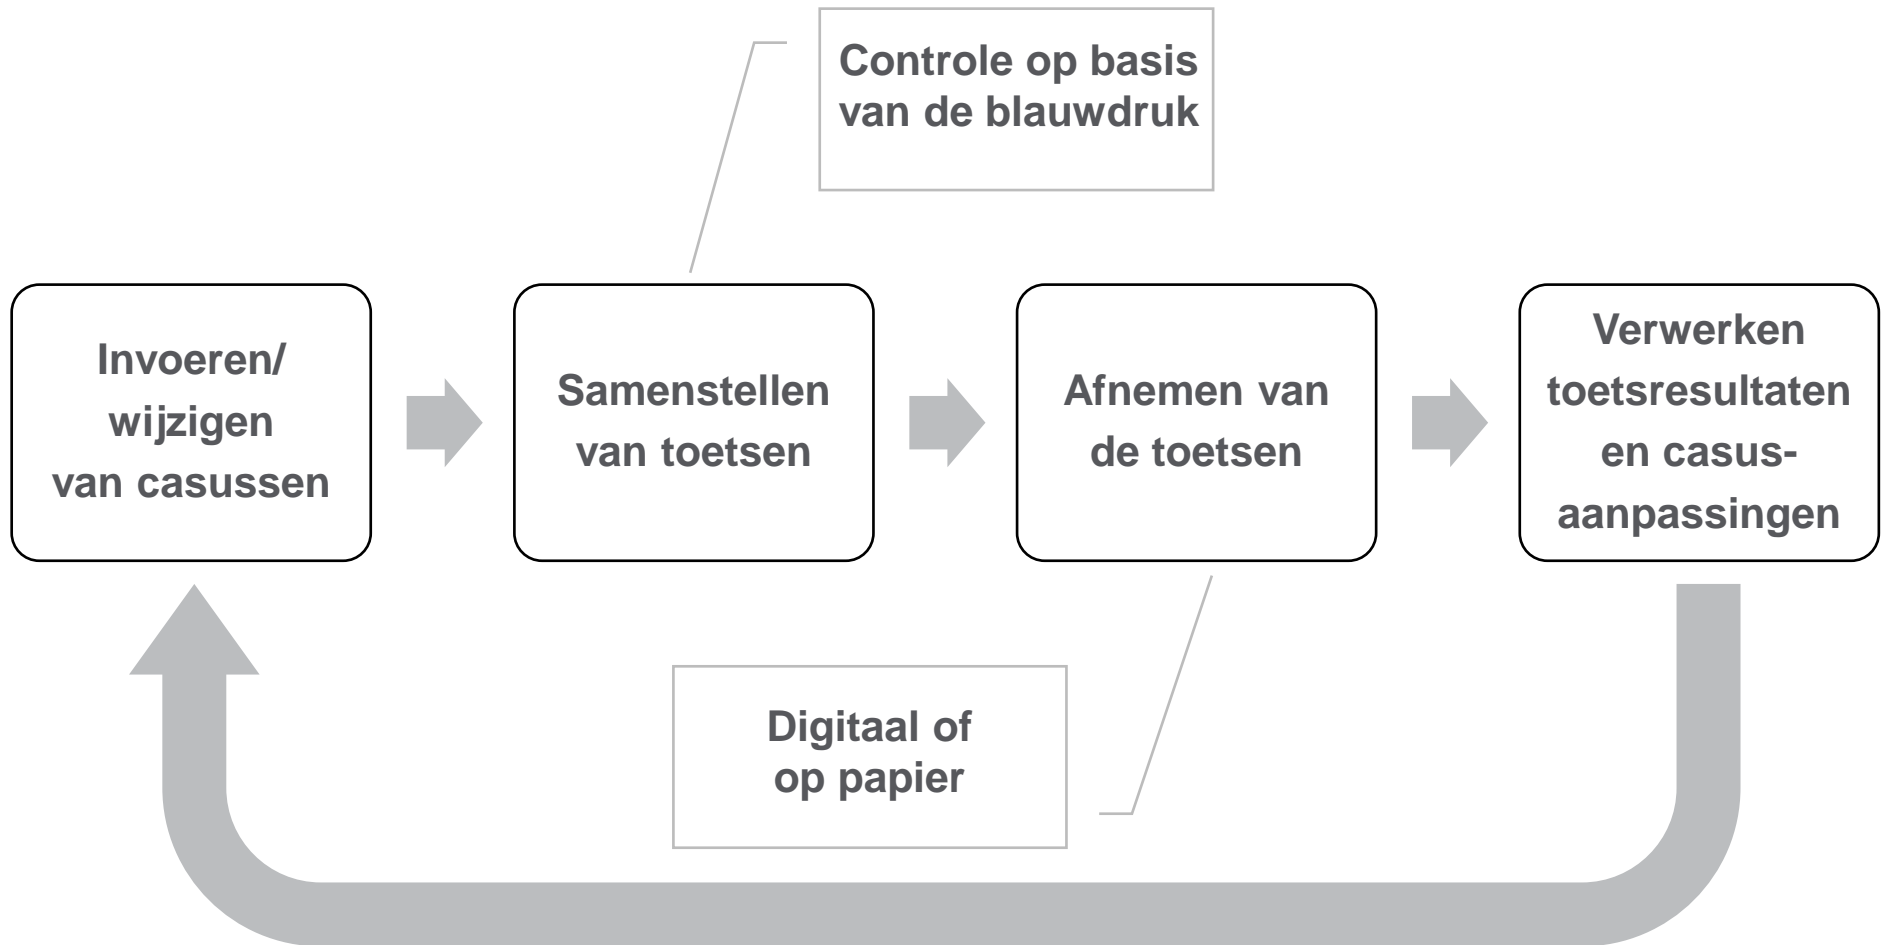 Controle op basis
van de blauwdruk
Invoeren/
wijzigen
van casussen
Samenstellen
van toetsen
Afnemen van
de toetsen
Verwerken
toetsresultaten
en casus-
aanpassingen
Digitaal of
op papier